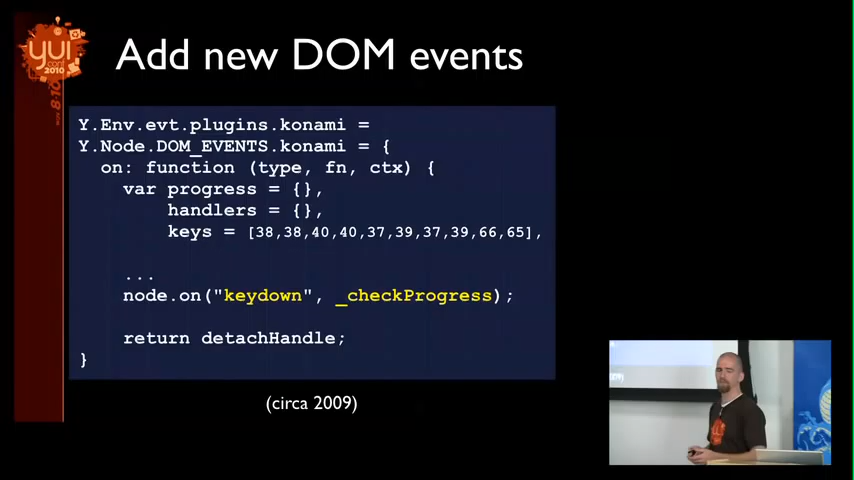 YUI
conf
2010
Add new DOM events
Y.Env.evt.plugins.konami =
Y.Node.DOM_EVENTS.konami = {
on: function (type, fn, ctx) {
var progress = {},
handlers = {},
keys = [38,38,40,40,37,39,37,39,66,65],
...
node.on("keydown", _checkProgress);
return detachHandle;
}
(circa 2009)